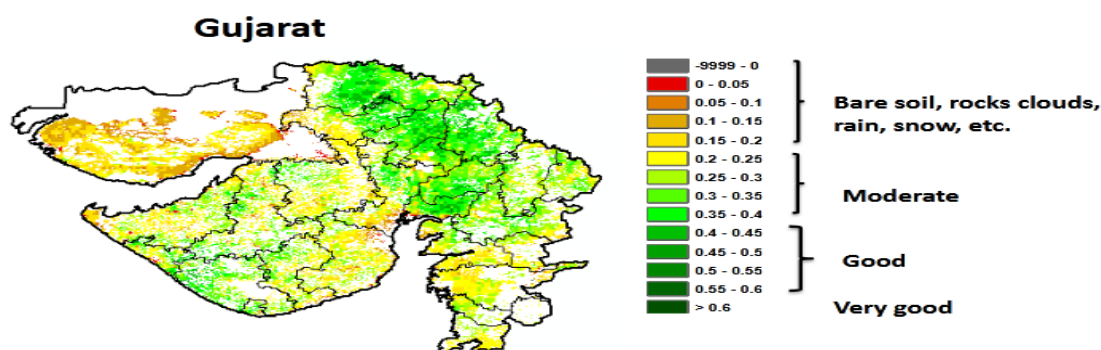 Gujarat
-9999 - 0
0 - 0.05
0.05 - 0.1
0.1 - 0.15
0.15 - 0.2
0.2 - 0.25
0.25 - 0.3
0.3 - 0.35
0.35 - 0.4
0.4 - 0.45
0.45 - 0.5
0.5 - 0.55
0.55 - 0.6
> 0.6
Bare soil, rocks clouds,
rain, snow, etc.
Moderate
Good
Very good